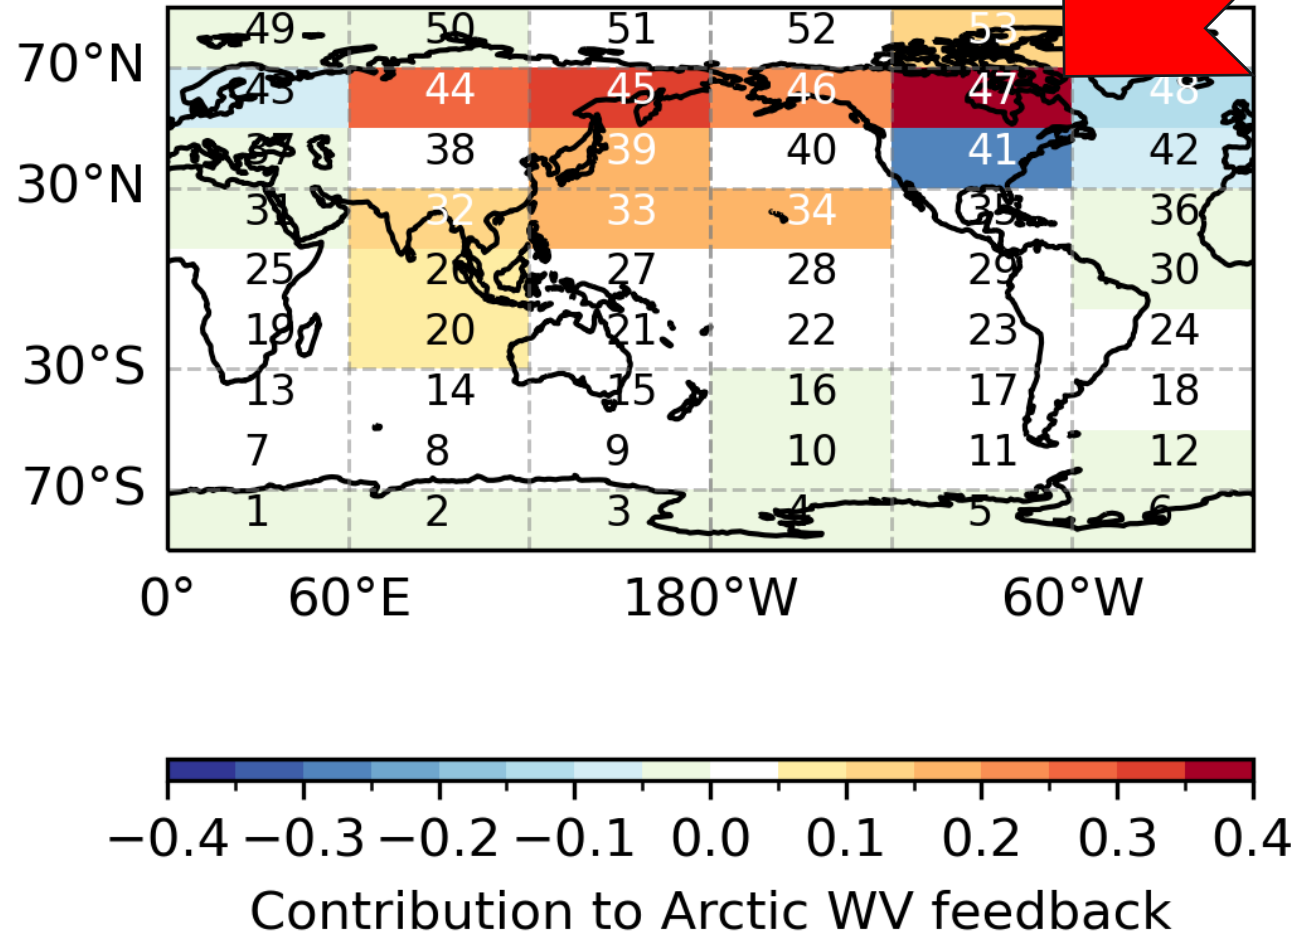 49 50 51 52 53
70°N
43 44 45 46 47 48
37 38 39 40 41 42
30°N
31 32 33 34 35 36
25 26 27 28 29 30
19 20 21 22 23 24
30°S
13 14 15 16 17 18
7 8 9 10 11 12
70°S
1 2 3 4 5 6
0° 60°E 180°W 60°W
−0.4 −0.3 −0.2 −0.1 0.0 0.1 0.2 0.3 0.4
Contribution to Arctic WV feedback